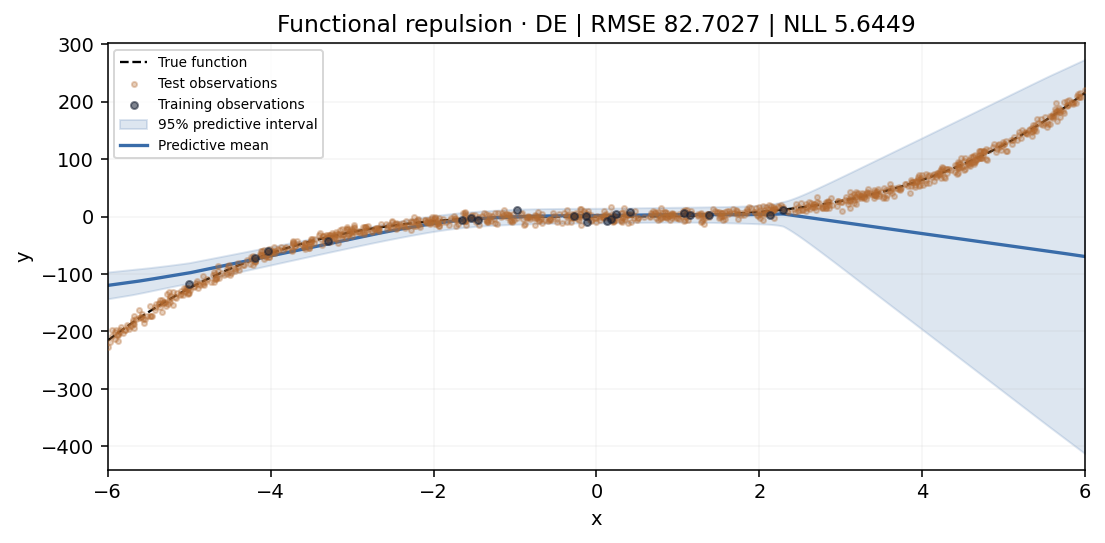 Functional repulsion · DE | RMSE 82.7027 | NLL 5.6449
300
200
100
0
−100
−200
−300
−400
y
True function
Test observations
Training observations
95% predictive interval
Predictive mean
−6 −4 −2 0 2 4 6
x